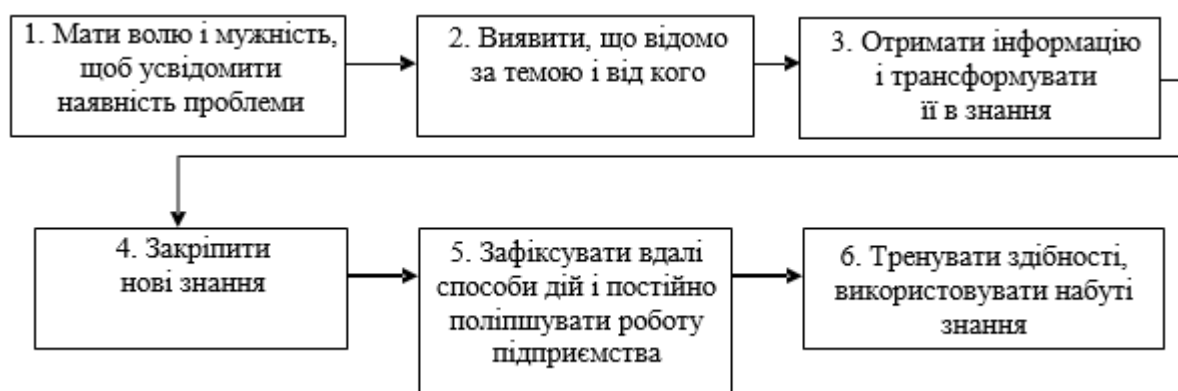 1. Мати волю і мужність,
щоб усвідомити
наявність проблеми
2. Виявити, що відомо
за темою і від кого
3. Отримати інформацію
і трансформувати
її в знання
4. Закріпити
нові знання
5. Зафіксувати вдалі
способи дій і постійно
поліпшувати роботу
підприємства
6. Тренувати здібності,
використовувати набуті
знання